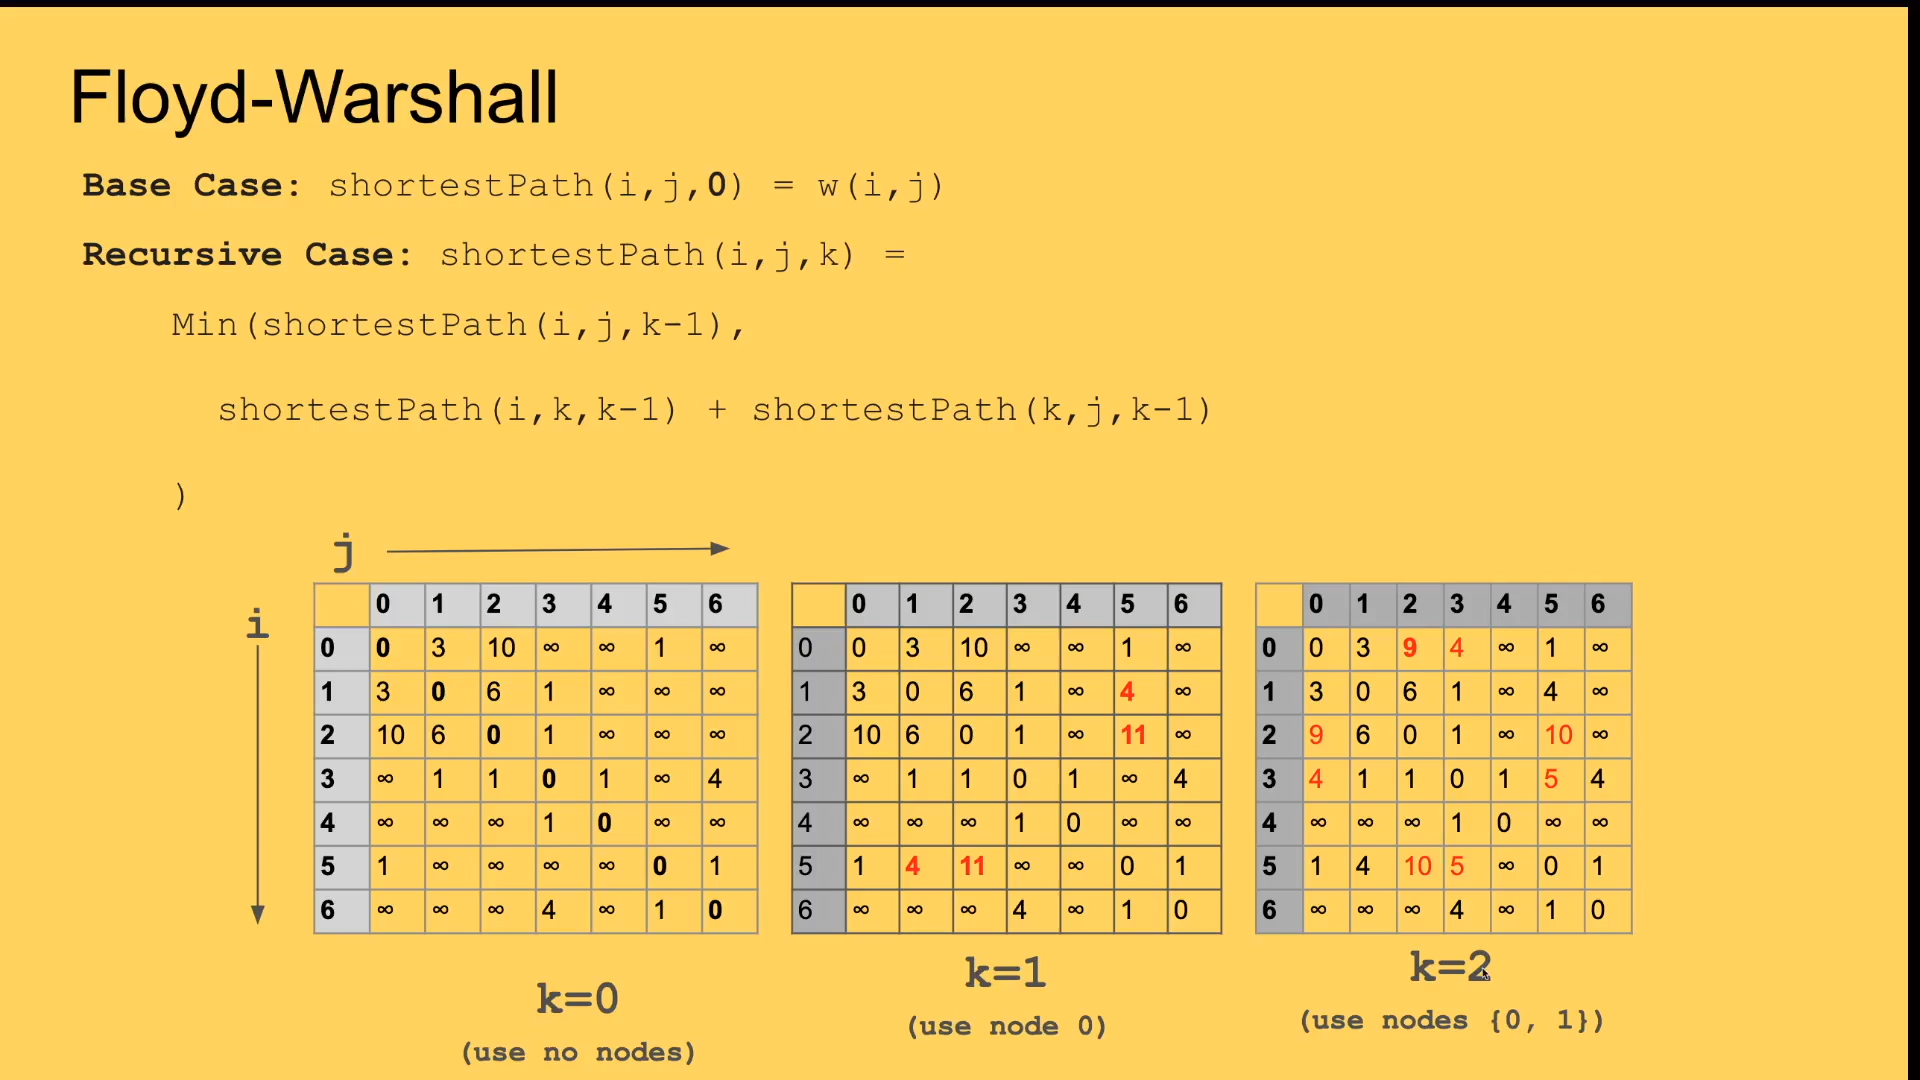 Floyd-Warshall
Base Case: shortestPath(i,j,0) = w(i,j)
Recursive Case: shortestPath(i,j,k) =
Min(shortestPath(i,j,k-1),
shortestPath(i,k,k-1) + shortestPath(k,j,k-1)
)
j
i
0 1 2 3 4 5 6
0 0 3 10 ∞ ∞ 1 ∞
1 3 0 6 1 ∞ ∞ ∞
2 10 6 0 1 ∞ ∞ ∞
3 ∞ 1 1 0 1 ∞ 4
4 ∞ ∞ ∞ 1 0 ∞ ∞
5 1 ∞ ∞ ∞ ∞ 0 1
6 ∞ ∞ ∞ 4 ∞ 1 0
k=0
(use no nodes)
0 1 2 3 4 5 6
0 0 3 10 ∞ ∞ 1 ∞
1 3 0 6 1 ∞ 4 ∞
2 10 6 0 1 ∞ 11 ∞
3 ∞ 1 1 0 1 ∞ 4
4 ∞ ∞ ∞ 1 0 ∞ ∞
5 1 4 11 ∞ ∞ 0 1
6 ∞ ∞ ∞ 4 ∞ 1 0
k=1
(use node 0)
0 1 2 3 4 5 6
0 0 3 9 4 ∞ 1 ∞
1 3 0 6 1 ∞ 4 ∞
2 9 6 0 1 ∞ 10 ∞
3 4 1 1 0 1 5 4
4 ∞ ∞ ∞ 1 0 ∞ ∞
5 1 4 10 5 ∞ 0 1
6 ∞ ∞ ∞ 4 ∞ 1 0
k=2
(use nodes {0, 1})